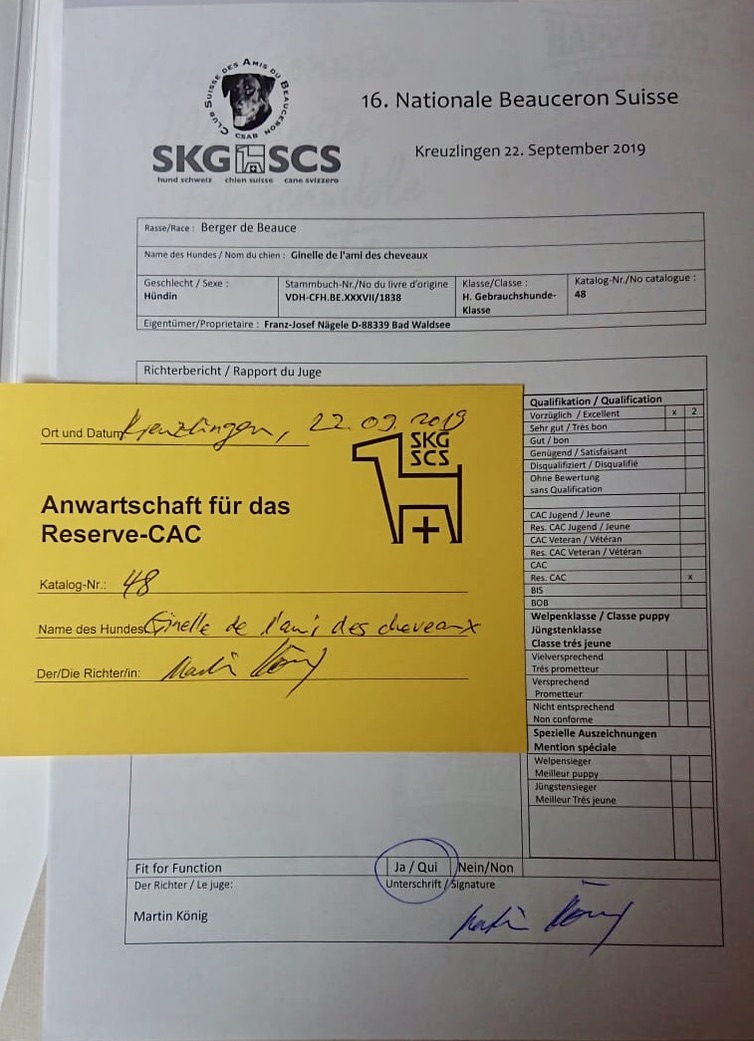 CLUB SUISSE DES AMIS DU BEAUCERON
CSAB
SKG SCS
hund schweiz chien suisse cane svizzero
16. Nationale Beauceron Suisse
Kreuzlingen 22. September 2019
Rasse/Race : Berger de Beauce
Name des Hundes / Nom du chien : Ginelle de l'ami des cheveaux
Geschlecht / Sexe :
Hündin
Stammbuch-Nr./No du livre d'origine
VDH-CFH.BE.XXXVII/1838
Klasse/Classe :
H. Gebrauchshunde-
Klasse
Katalog-Nr./No catalogue :
48
Eigentümer/Proprietaire : Franz-Josef Nägele D-88339 Bad Waldsee
Richterbericht / Rapport du Juge
Ort und Datum Kreuzlingen, 22.09.2019
SKG
SCS
Anwartschaft für das
Reserve-CAC
Katalog-Nr.: 48
Name des Hundes Ginelle de l'ami des cheveaux
Der/Die Richter/in: Martin König
Qualifikation / Qualification
Vorzüglich / Excellent x 2
Sehr gut / Très bon
Gut / bon
Genügend / Satisfaisant
Disqualifiziert / Disqualifié
Ohne Bewertung
sans Qualification
CAC Jugend / Jeune
Res. CAC Jugend / Jeune
CAC Veteran / Vétéran
Res. CAC Veteran / Vétéran
CAC
Res. CAC x
BIS
BOB
Welpenklasse / Classe puppy
Jüngstenklasse
Classe trés jeune
Vielversprechend
Trés prometteur
Versprechend
Prometteur
Nicht entsprechend
Non conforme
Spezielle Auszeichnungen
Mention spéciale
Welpensieger
Meilleur puppy
Jüngstensieger
Meilleur Trés jeune
Fit for Function Ja / Qui Nein/Non
Der Richter / Le juge: Unterschrift / Signature
Martin König Martin König